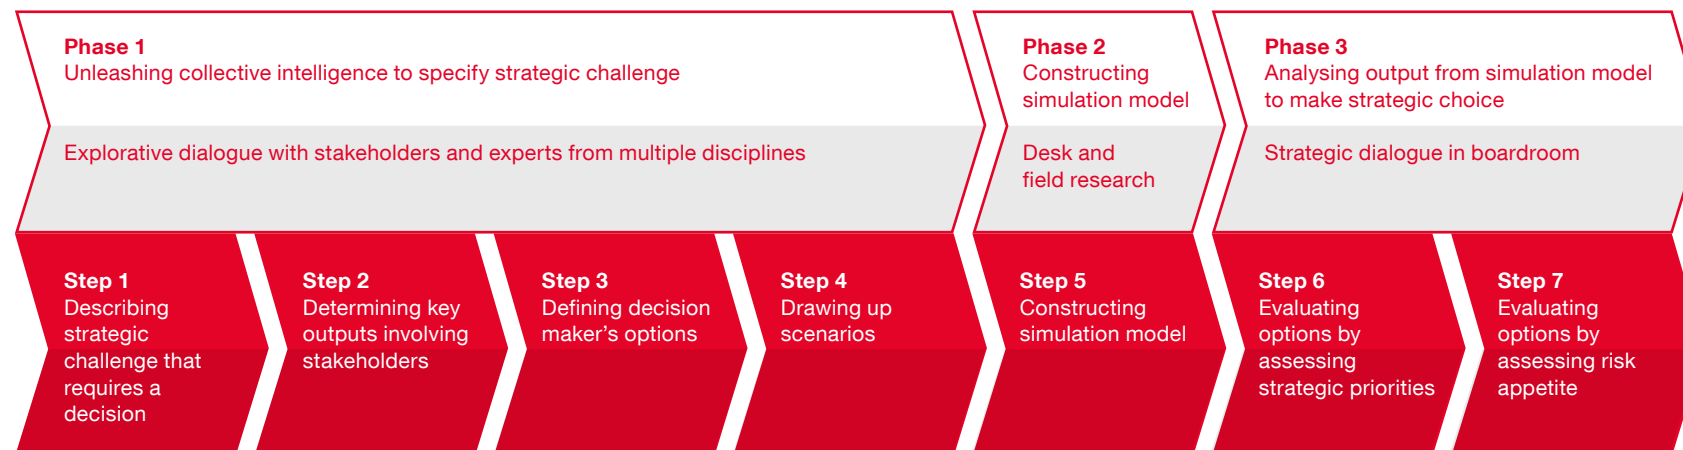 Phase 1
Unleashing collective intelligence to specify strategic challenge
Explorative dialogue with stakeholders and experts from multiple disciplines
Phase 2
Constructing
simulation model
Desk and
field research
Phase 3
Analysing output from simulation model
to make strategic choice
Strategic dialogue in boardroom
Step 1
Describing
strategic
challenge that
requires a
decision
Step 2
Determining key
outputs involving
stakeholders
Step 3
Defining decision
maker's options
Step 4
Drawing up
scenarios
Step 5
Constructing
simulation model
Step 6
Evaluating
options by
assessing
strategic priorities
Step 7
Evaluating
options by
assessing risk
appetite